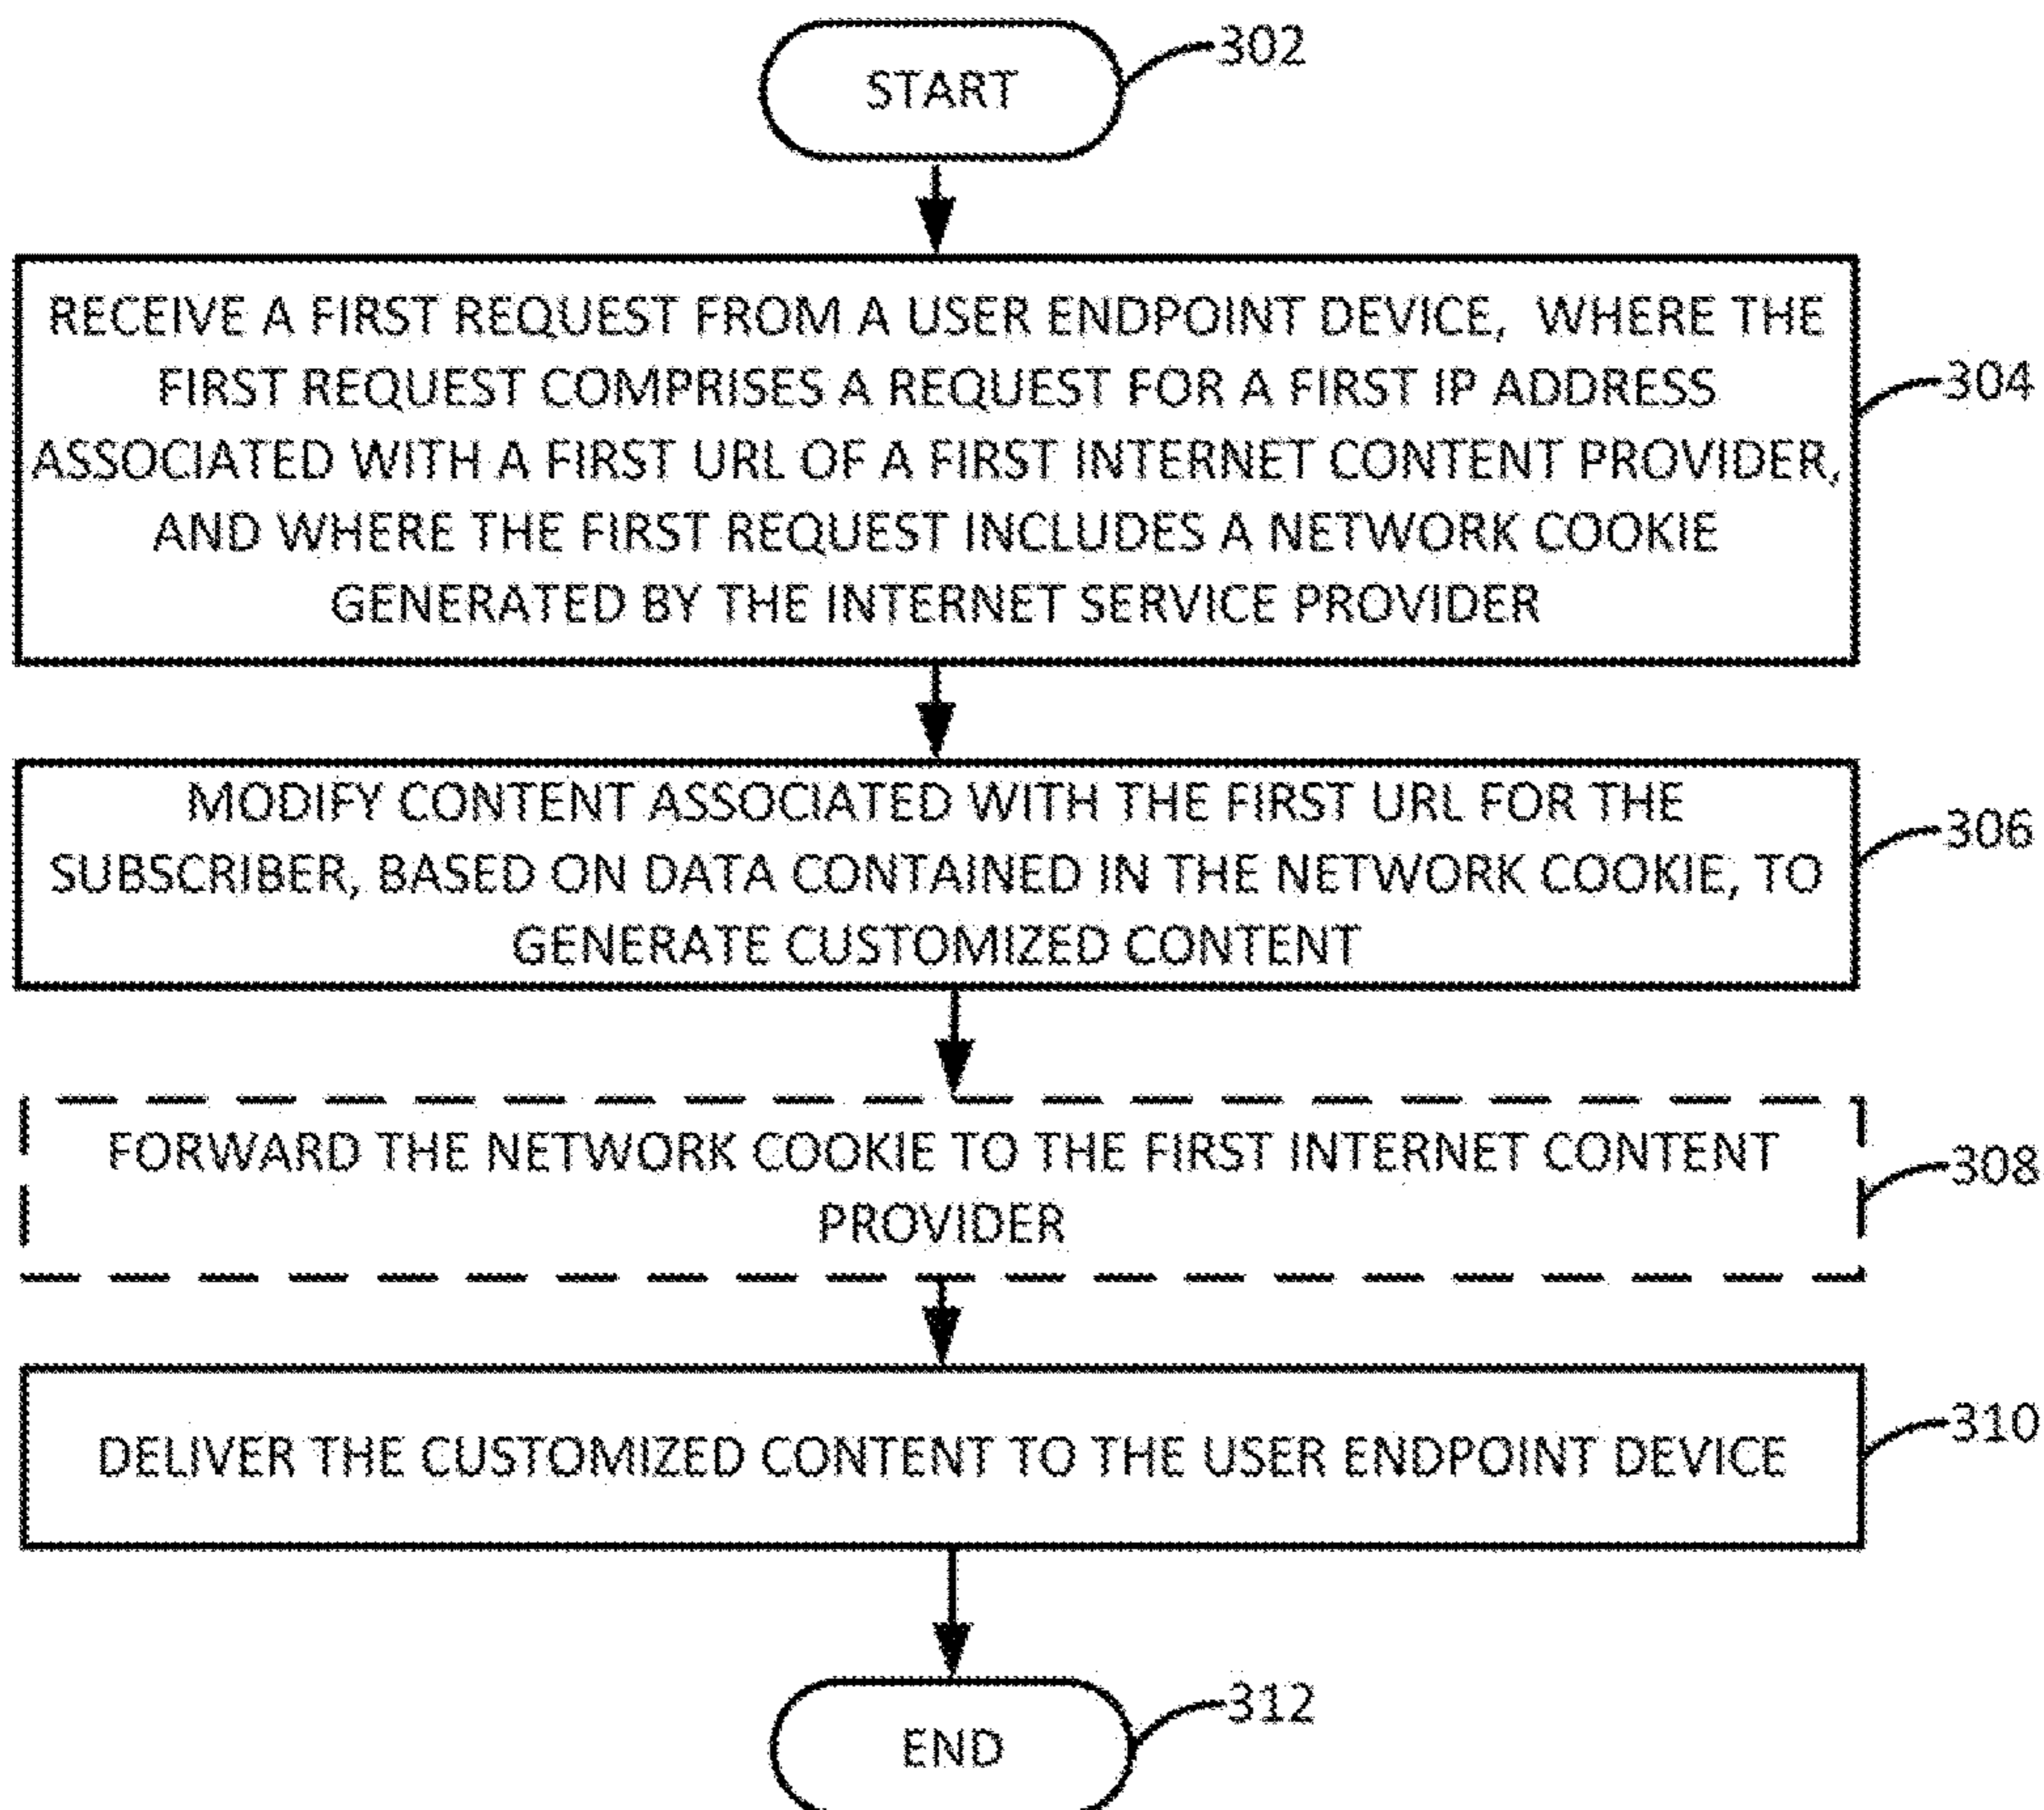 START
302
RECEIVE A FIRST REQUEST FROM A USER ENDPOINT DEVICE, WHERE THE
FIRST REQUEST COMPRISES A REQUEST FOR A FIRST IP ADDRESS
ASSOCIATED WITH A FIRST URL OF A FIRST INTERNET CONTENT PROVIDER,
AND WHERE THE FIRST REQUEST INCLUDES A NETWORK COOKIE
GENERATED BY THE INTERNET SERVICE PROVIDER
304
MODIFY CONTENT ASSOCIATED WITH THE FIRST URL FOR THE
SUBSCRIBER, BASED ON DATA CONTAINED IN THE NETWORK COOKIE, TO
GENERATE CUSTOMIZED CONTENT
306
FORWARD THE NETWORK COOKIE TO THE FIRST INTERNET CONTENT
PROVIDER
308
DELIVER THE CUSTOMIZED CONTENT TO THE USER ENDPOINT DEVICE
310
END
312